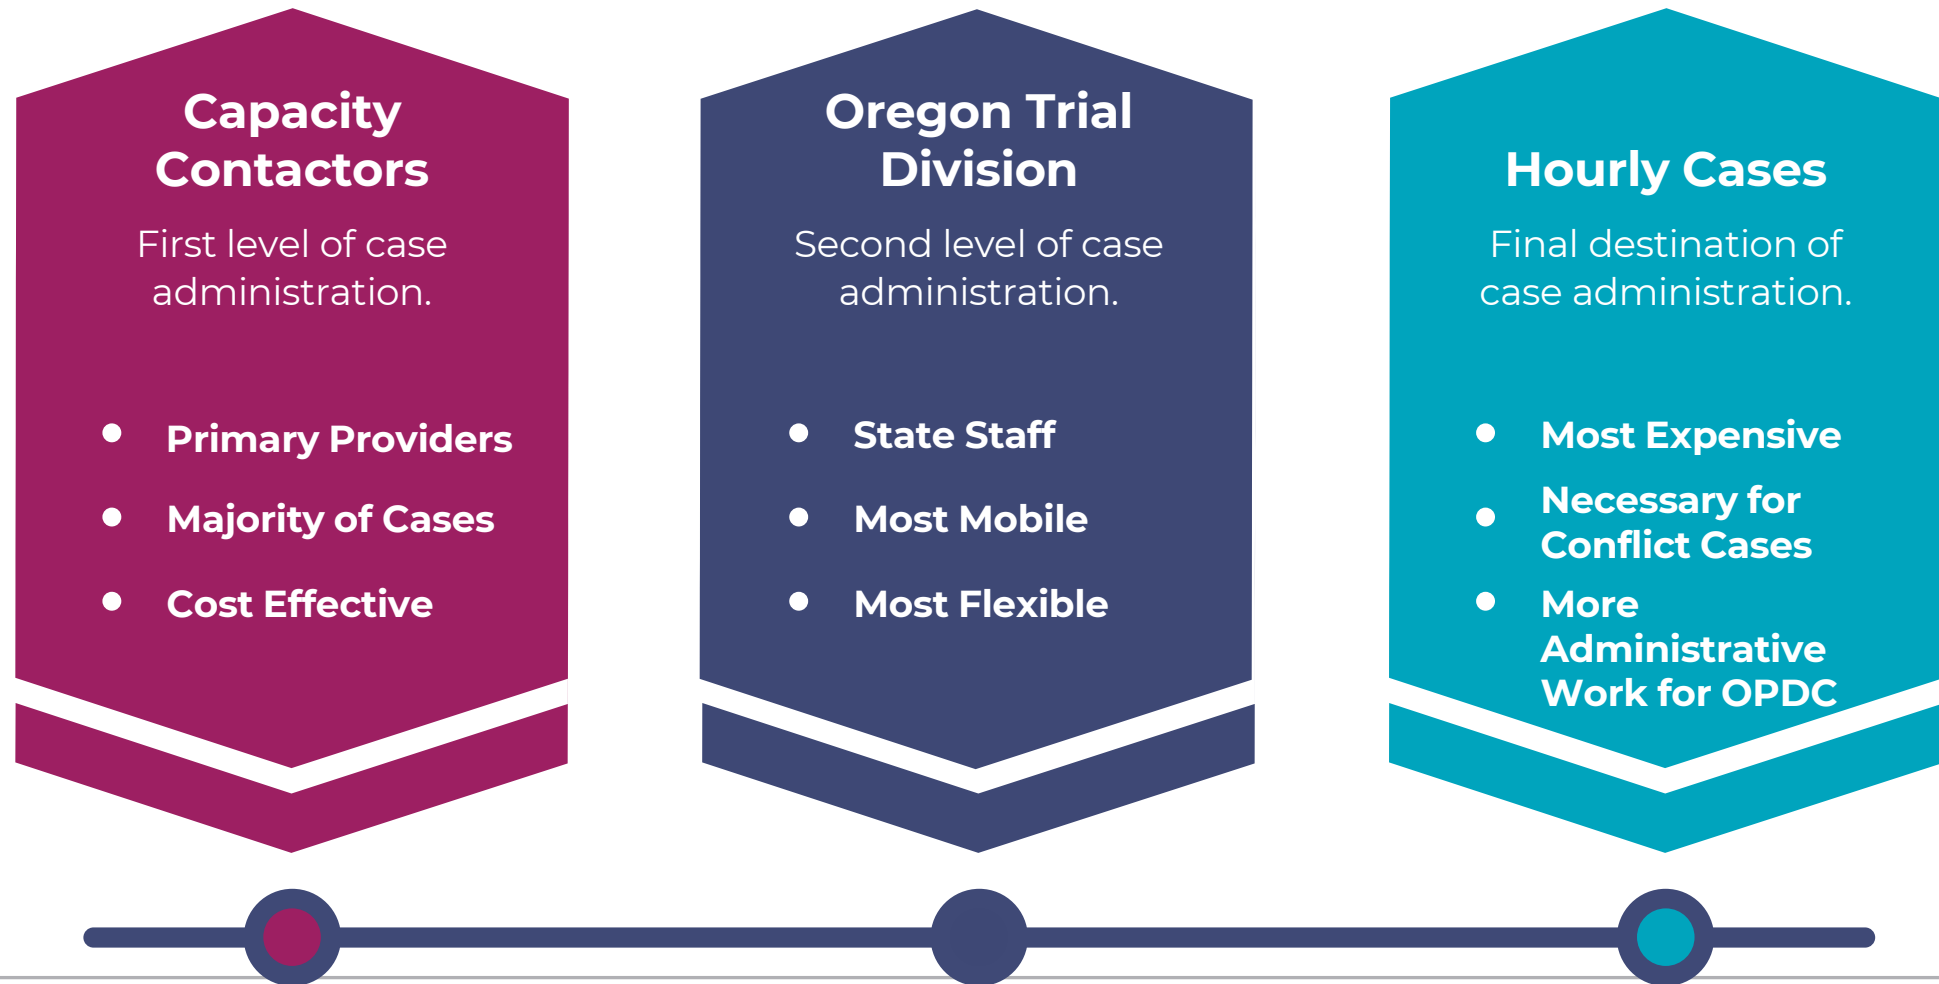 Capacity
Contactors
First level of case
administration.
● Primary Providers
● Majority of Cases
● Cost Effective
Oregon Trial
Division
Second level of case
administration.
● State Staff
● Most Mobile
● Most Flexible
Hourly Cases
Final destination of
case administration.
● Most Expensive
● Necessary for
Conflict Cases
● More
Administrative
Work for OPDC